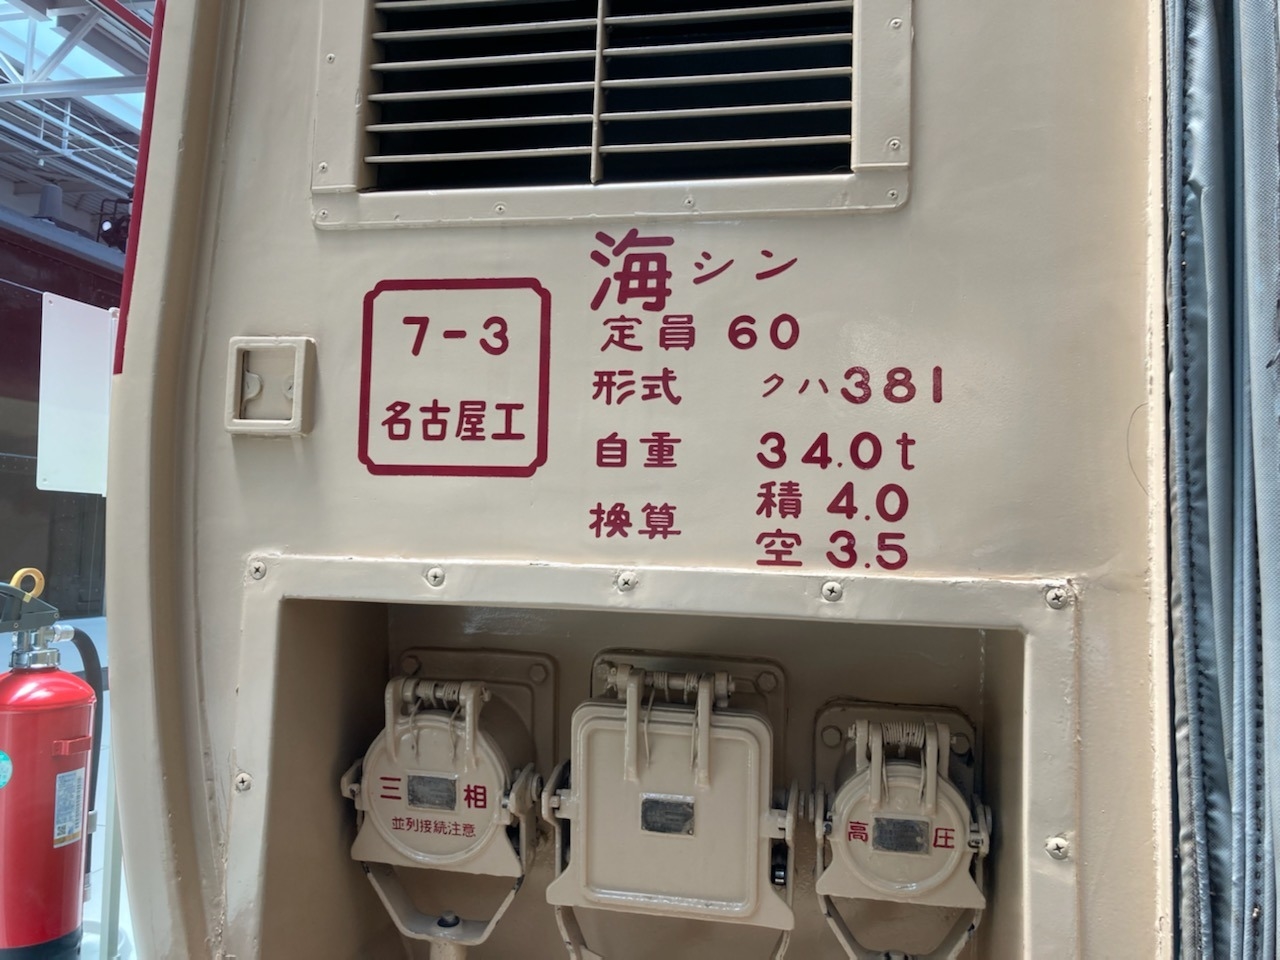 海シン
7-3
名古屋工
定員 60
形式 クハ381
自重 34.0t
換算 積 4.0
空 3.5
三相
並列接続注意
高圧